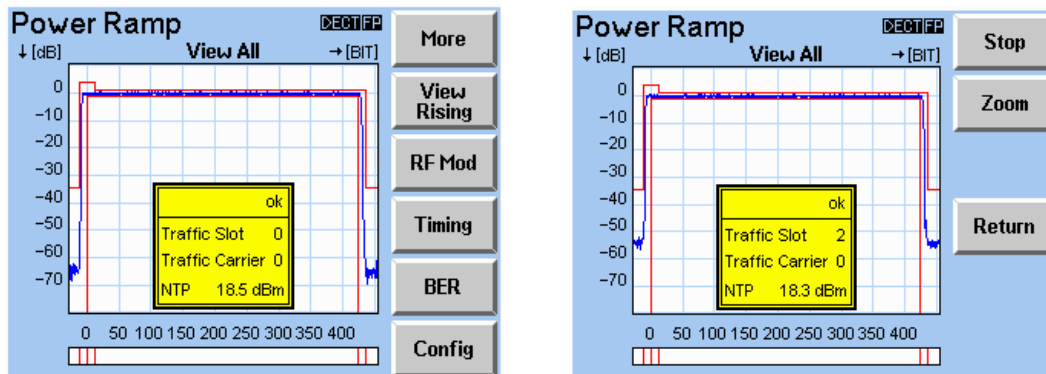 Power Ramp DECT FP
↓ [dB] View All → [BIT]
0
−10
−20
−30
−40
−50
−60
−70
ok
Traffic Slot 0
Traffic Carrier 0
NTP 18.5 dBm
0 50 100 150 200 250 300 350 400
More
View
Rising
RF Mod
Timing
BER
Config
Power Ramp DECT FP
↓ [dB] View All → [BIT]
0
−10
−20
−30
−40
−50
−60
−70
ok
Traffic Slot 2
Traffic Carrier 0
NTP 18.3 dBm
0 50 100 150 200 250 300 350 400
Stop
Zoom
Return